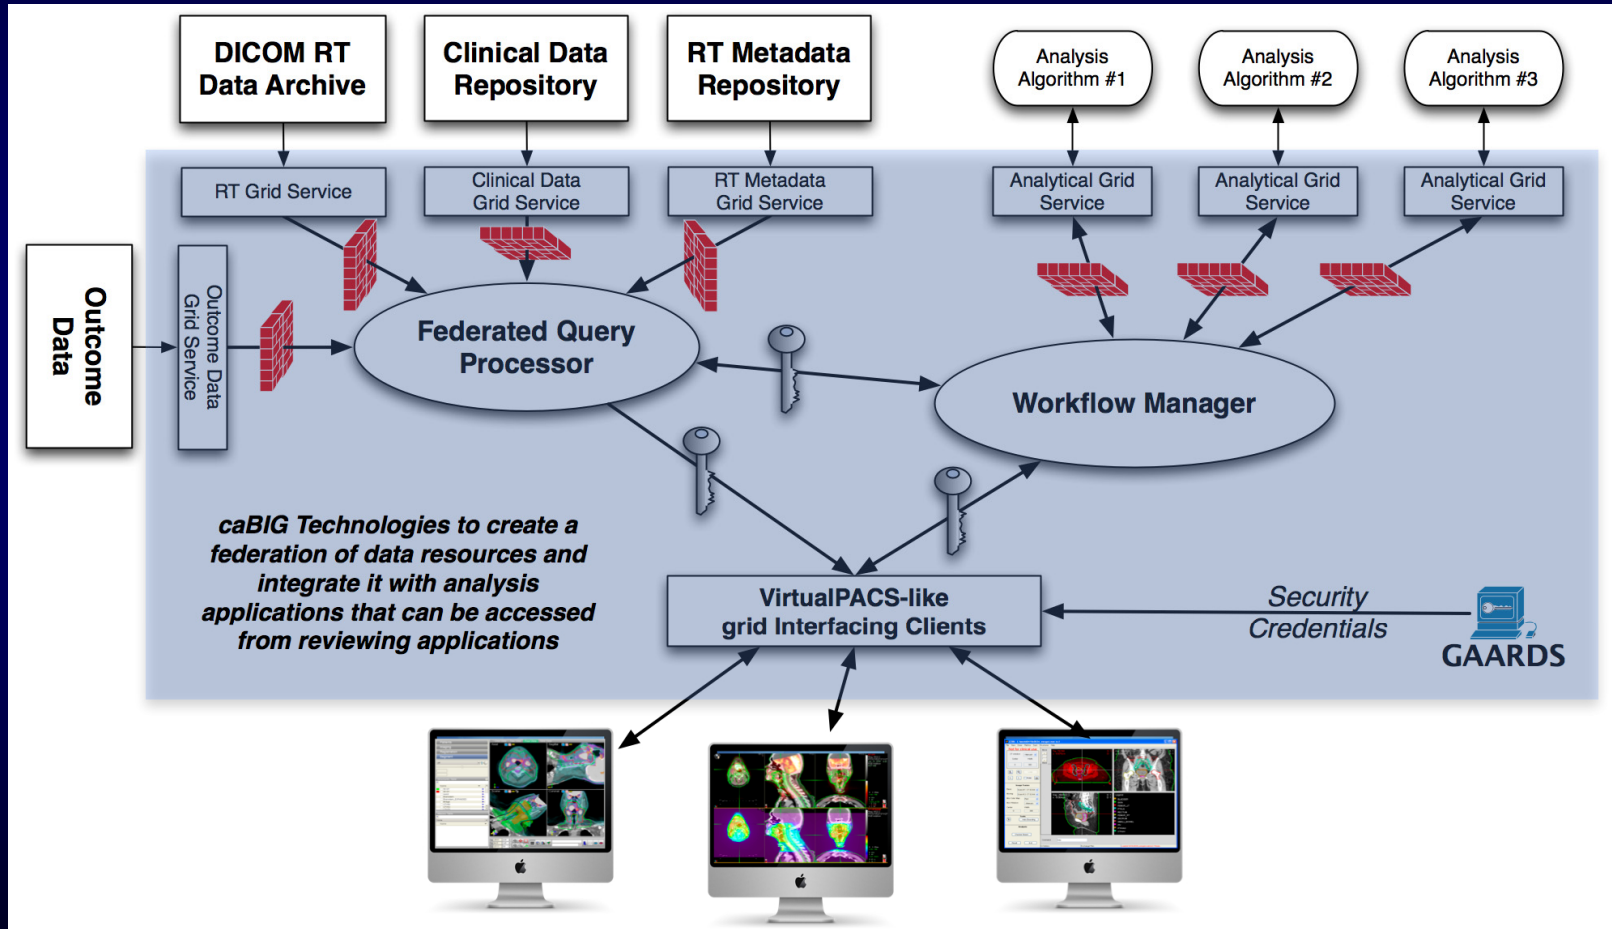 DICOM RT
Data Archive
Clinical Data
Repository
RT Metadata
Repository
Analysis
Algorithm #1
Analysis
Algorithm #2
Analysis
Algorithm #3
RT Grid Service
Clinical Data
Grid Service
RT Metadata
Grid Service
Analytical Grid
Service
Analytical Grid
Service
Analytical Grid
Service
Outcome
Data
Outcome Data
Grid Service
Federated Query
Processor
Workflow Manager
caBIG Technologies to create a
federation of data resources and
integrate it with analysis
applications that can be accessed
from reviewing applications
VirtualPACS-like
grid Interfacing Clients
Security
Credentials
GAARDS